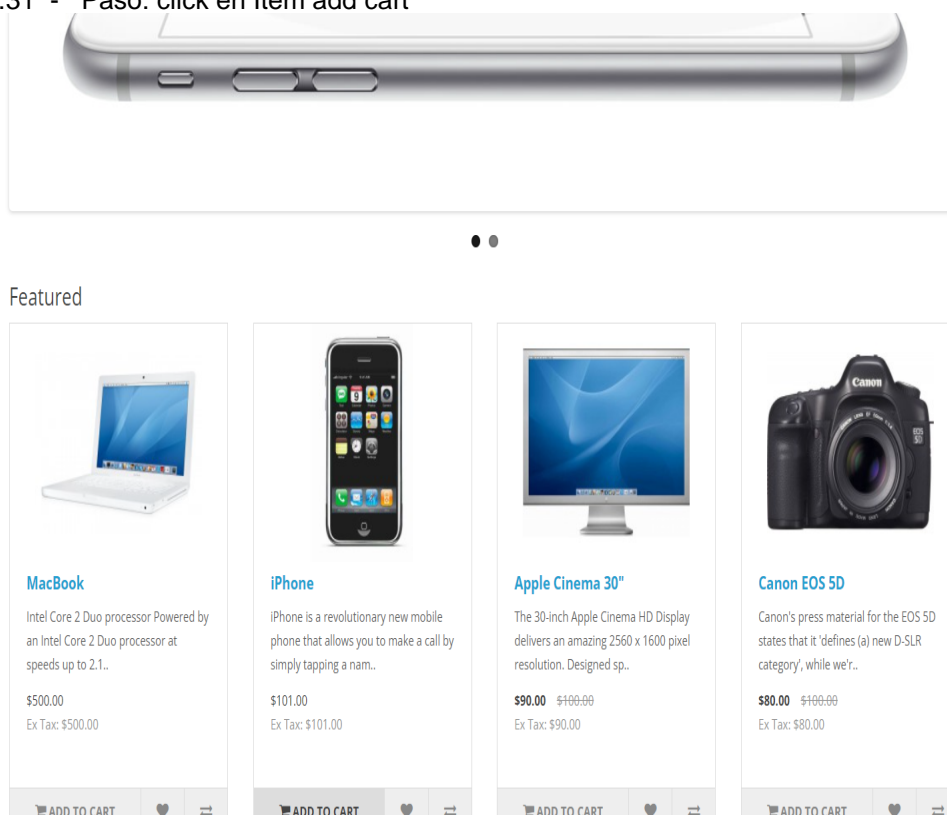 :31 - Paso: click en Item add cart
Featured
MacBook
Intel Core 2 Duo processor Powered by
an Intel Core 2 Duo processor at
speeds up to 2.1..
$500.00
Ex Tax: $500.00
ADD TO CART
iPhone
iPhone is a revolutionary new mobile
phone that allows you to make a call by
simply tapping a nam..
$101.00
Ex Tax: $101.00
ADD TO CART
Apple Cinema 30"
The 30-inch Apple Cinema HD Display
delivers an amazing 2560 x 1600 pixel
resolution. Designed sp..
$90.00 $100.00
Ex Tax: $90.00
ADD TO CART
Canon
EOS
5D
Canon EOS 5D
Canon's press material for the EOS 5D
states that it 'defines (a) new D-SLR
category', while we'r..
$80.00 $100.00
Ex Tax: $80.00
ADD TO CART